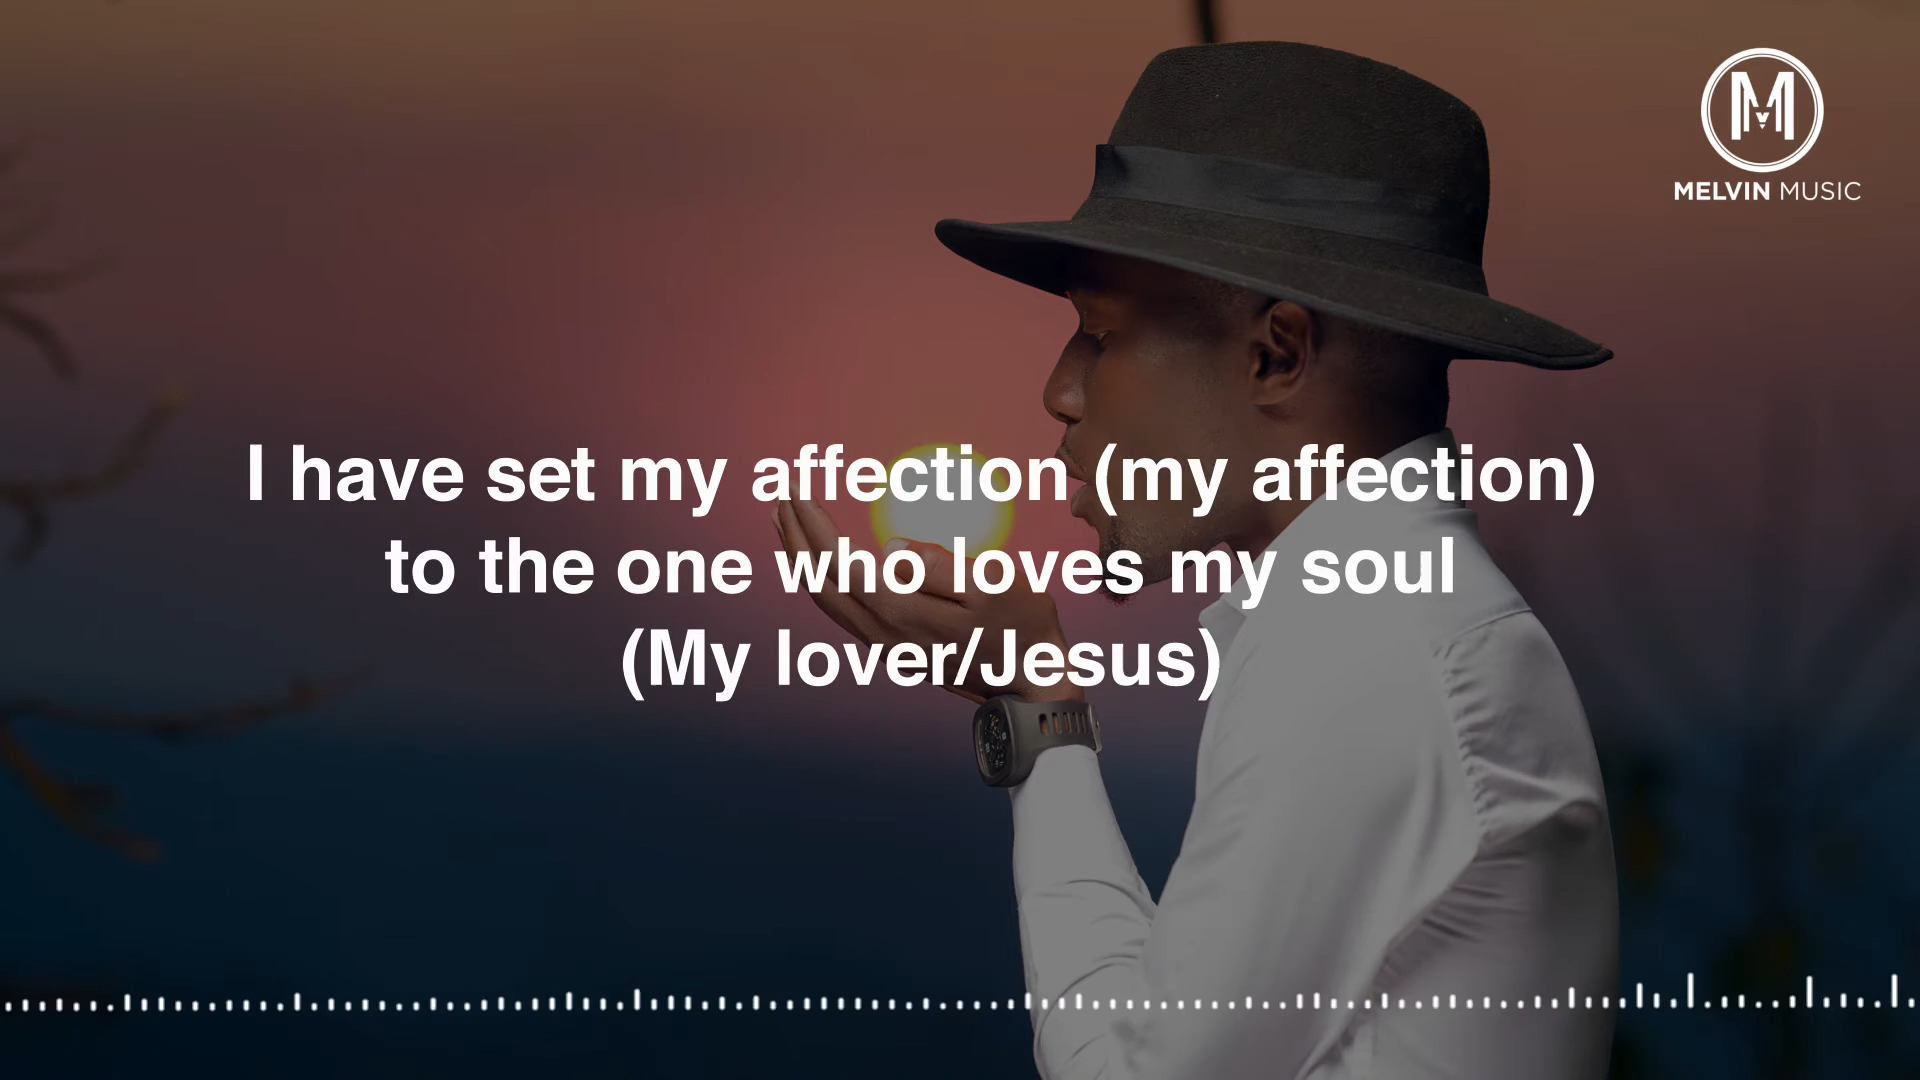 M
MELVIN MUSIC
I have set my affection (my affection)
to the one who loves my soul
(My lover/Jesus)